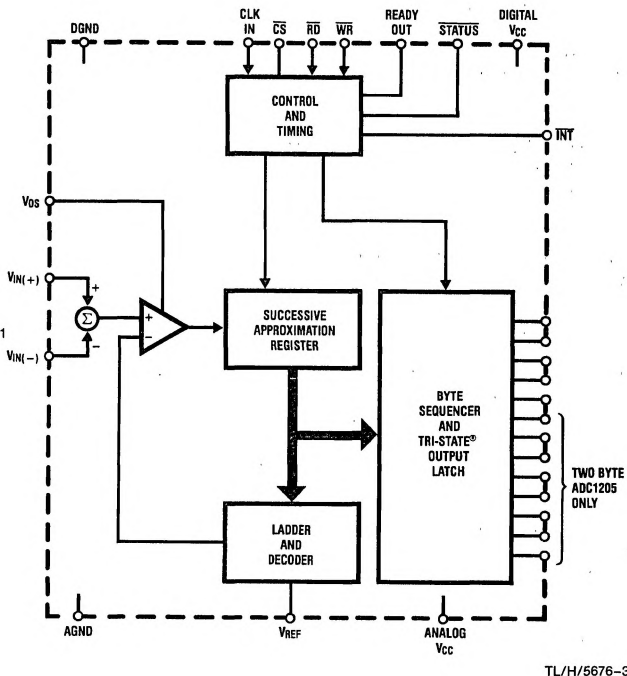 DGND
CLK
IN
CS
RD
WR
READY
OUT
STATUS
DIGITAL
VCC
CONTROL
AND
TIMING
INT
VOS
VIN(+)
+
Σ
+
−
1
−
VIN(−)
SUCCESSIVE
APPROXIMATION
REGISTER
BYTE
SEQUENCER
AND
TRI-STATE®
OUTPUT
LATCH
TWO BYTE
ADC1205
ONLY
LADDER
AND
DECODER
AGND
VREF
ANALOG
VCC
TL/H/5676-3